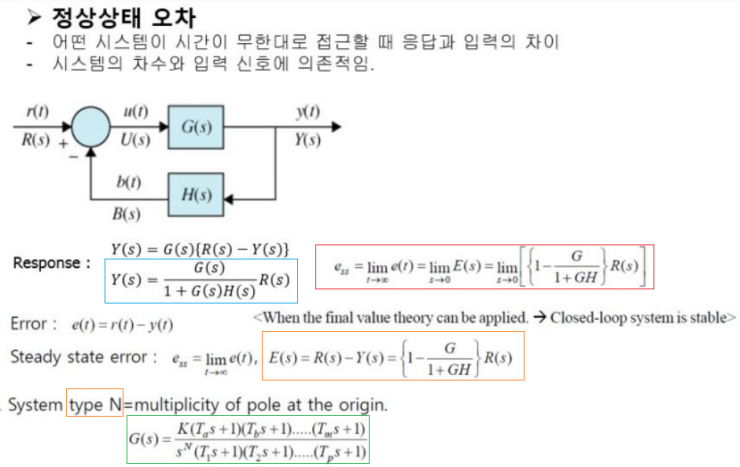 ➤ 정상상태 오차
- 어떤 시스템이 시간이 무한대로 접근할 때 응답과 입력의 차이
- 시스템의 차수와 입력 신호에 의존적임.
r(t) u(t) y(t)
G(s)
R(s) + U(s) Y(s)
−
b(t)
H(s)
B(s)
Y(s) = G(s){R(s) − Y(s)}
Response : Y(s) = G(s) / (1 + G(s)H(s)) R(s)
e_ss = lim_{t→∞} e(t) = lim_{s→0} E(s) = lim_{s→0} [{1 − G / (1 + GH)} R(s)]
Error : e(t) = r(t) − y(t)
<When the final value theory can be applied. → Closed-loop system is stable>
Steady state error : e_ss = lim_{t→∞} e(t), E(s) = R(s) − Y(s) = {1 − G / (1 + GH)} R(s)
. System type N=multiplicity of pole at the origin.
G(s) = K(T_a s + 1)(T_b s + 1).....(T_m s + 1) / s^N (T_1 s + 1)(T_2 s + 1).....(T_p s + 1)